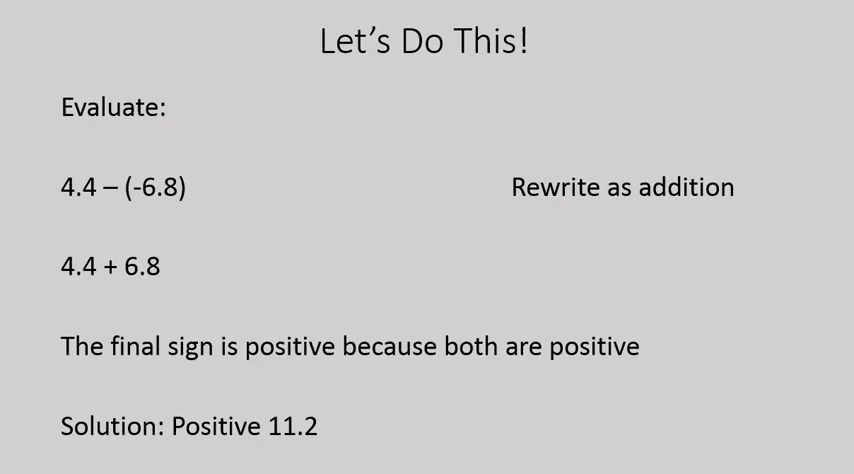 Let’s Do This!
Evaluate:
4.4 – (-6.8) Rewrite as addition
4.4 + 6.8
The final sign is positive because both are positive
Solution: Positive 11.2